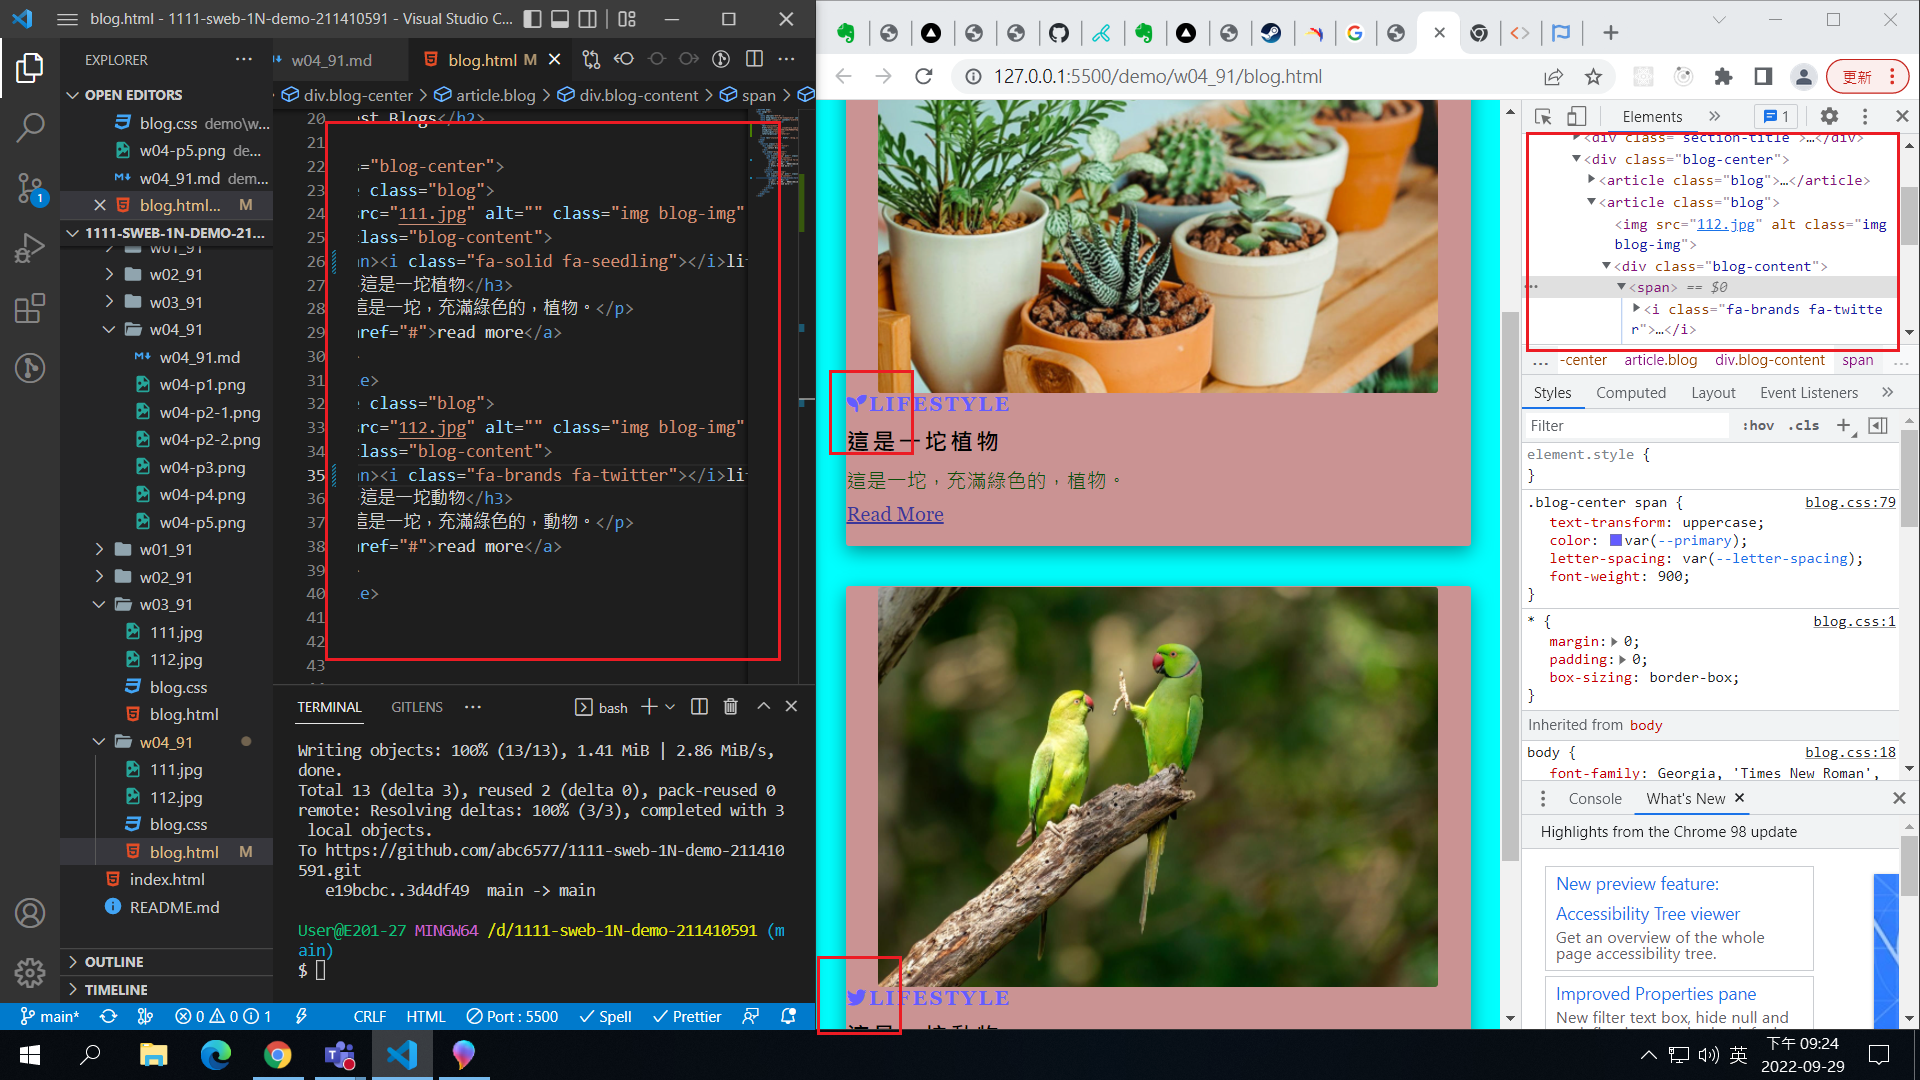 blog.html - 1111-sweb-1N-demo-211410591 - Visual Studio C...
EXPLORER
OPEN EDITORS
blog.css demo\w...
w04-p5.png de...
w04_91.md dem...
blog.html... M
1111-SWEB-1N-DEMO-21...
w01_91
w02_91
w03_91
w04_91
w04_91.md
w04-p1.png
w04-p2-1.png
w04-p2-2.png
w04-p3.png
w04-p4.png
w04-p5.png
w01_91
w02_91
w03_91
111.jpg
112.jpg
blog.css
blog.html
w04_91
111.jpg
112.jpg
blog.css
blog.html M
index.html
README.md
OUTLINE
TIMELINE
w04_91.md
blog.html M
div.blog-center > article.blog > div.blog-content > span >
20 est Blogs</h2>
21
22 s="blog-center">
23 e class="blog">
24 src="111.jpg" alt="" class="img blog-img"
25 class="blog-content">
26 an><i class="fa-solid fa-seedling"></i>li
27 這是一坨植物</h3>
28 這是一坨，充滿綠色的，植物。</p>
29 href="#">read more</a>
30
31 le>
32 e class="blog">
33 src="112.jpg" alt="" class="img blog-img"
34 class="blog-content">
35 an><i class="fa-brands fa-twitter"></i>li
36 這是一坨動物</h3>
37 這是一坨，充滿綠色的，動物。</p>
38 href="#">read more</a>
39
40 le>
41
42
43
TERMINAL GITLENS ... bash
Writing objects: 100% (13/13), 1.41 MiB | 2.86 MiB/s,
done.
Total 13 (delta 3), reused 2 (delta 0), pack-reused 0
remote: Resolving deltas: 100% (3/3), completed with 3
local objects.
To https://github.com/abc6577/1111-sweb-1N-demo-211410
591.git
e19bcbc..3d4df49 main -> main
User@E201-27 MINGW64 /d/1111-sweb-1N-demo-211410591 (m
ain)
$
main* 0 0 1 CRLF HTML Port : 5500 Spell Prettier
127.0.0.1:5500/demo/w04_91/blog.html
更新
LIFESTYLE
這是一坨植物
這是一坨，充滿綠色的，植物。
Read More
LIFESTYLE
Elements 1
<div class="section-title">…</div>
<div class="blog-center">
<article class="blog">…</article>
<article class="blog">
<img src="112.jpg" alt class="img
blog-img">
<div class="blog-content">
<span> == $0
<i class="fa-brands fa-twitte
r">…</i>
... -center article.blog div.blog-content span ...
Styles Computed Layout Event Listeners
Filter :hov .cls
element.style {
}
.blog-center span { blog.css:79
text-transform: uppercase;
color: var(--primary);
letter-spacing: var(--letter-spacing);
font-weight: 900;
}
* { blog.css:1
margin: 0;
padding: 0;
box-sizing: border-box;
}
Inherited from body
body { blog.css:18
font-family: Georgia, 'Times New Roman',
Console What's New
Highlights from the Chrome 98 update
New preview feature:
Accessibility Tree viewer
Get an overview of the whole
page accessibility tree.
Improved Properties pane
New filter text box, hide null and
英
下午 09:24
2022-09-29